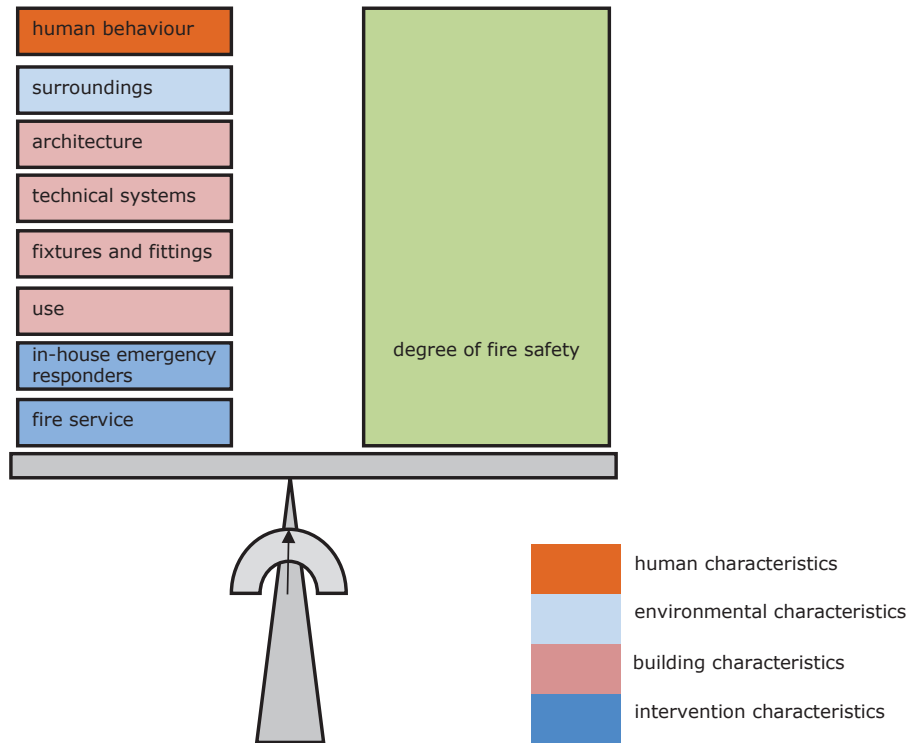 human behaviour
surroundings
architecture
technical systems
fixtures and fittings
use
in-house emergency
responders
fire service
degree of fire safety
human characteristics
environmental characteristics
building characteristics
intervention characteristics